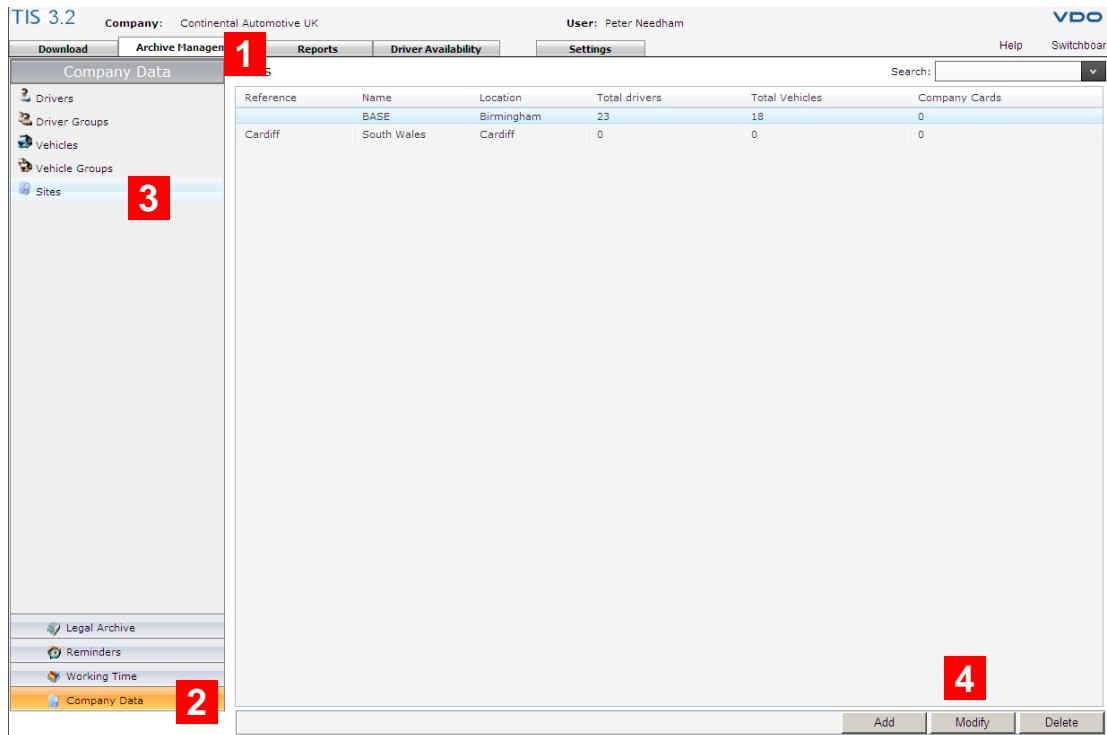 TIS 3.2 Company: Continental Automotive UK User: Peter Needham VDO
Download Archive Managen 1 Reports Driver Availability Settings Help Switchboar
Company Data Search:
Drivers
Driver Groups
Vehicles
Vehicle Groups
Sites
3
Reference Name Location Total drivers Total Vehicles Company Cards
BASE Birmingham 23 18 0
Cardiff South Wales Cardiff 0 0 0
Legal Archive
Reminders
Working Time
Company Data
2
4
Add Modify Delete